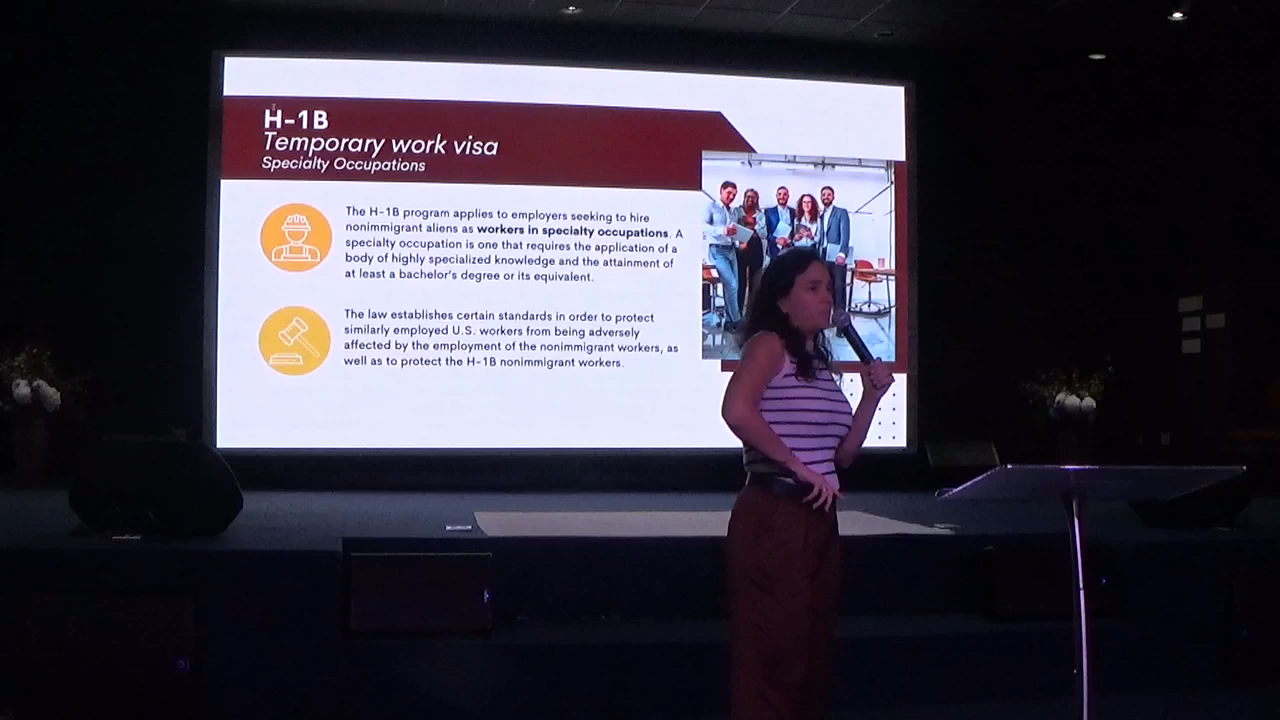 H-1B
Temporary work visa
Specialty Occupations
The H-1B program applies to employers seeking to hire
nonimmigrant aliens as workers in specialty occupations. A
specialty occupation is one that requires the application of a
body of highly specialized knowledge and the attainment of
at least a bachelor's degree or its equivalent.
The law establishes certain standards in order to protect
similarly employed U.S. workers from being adversely
affected by the employment of the nonimmigrant workers, as
well as to protect the H-1B nonimmigrant workers.